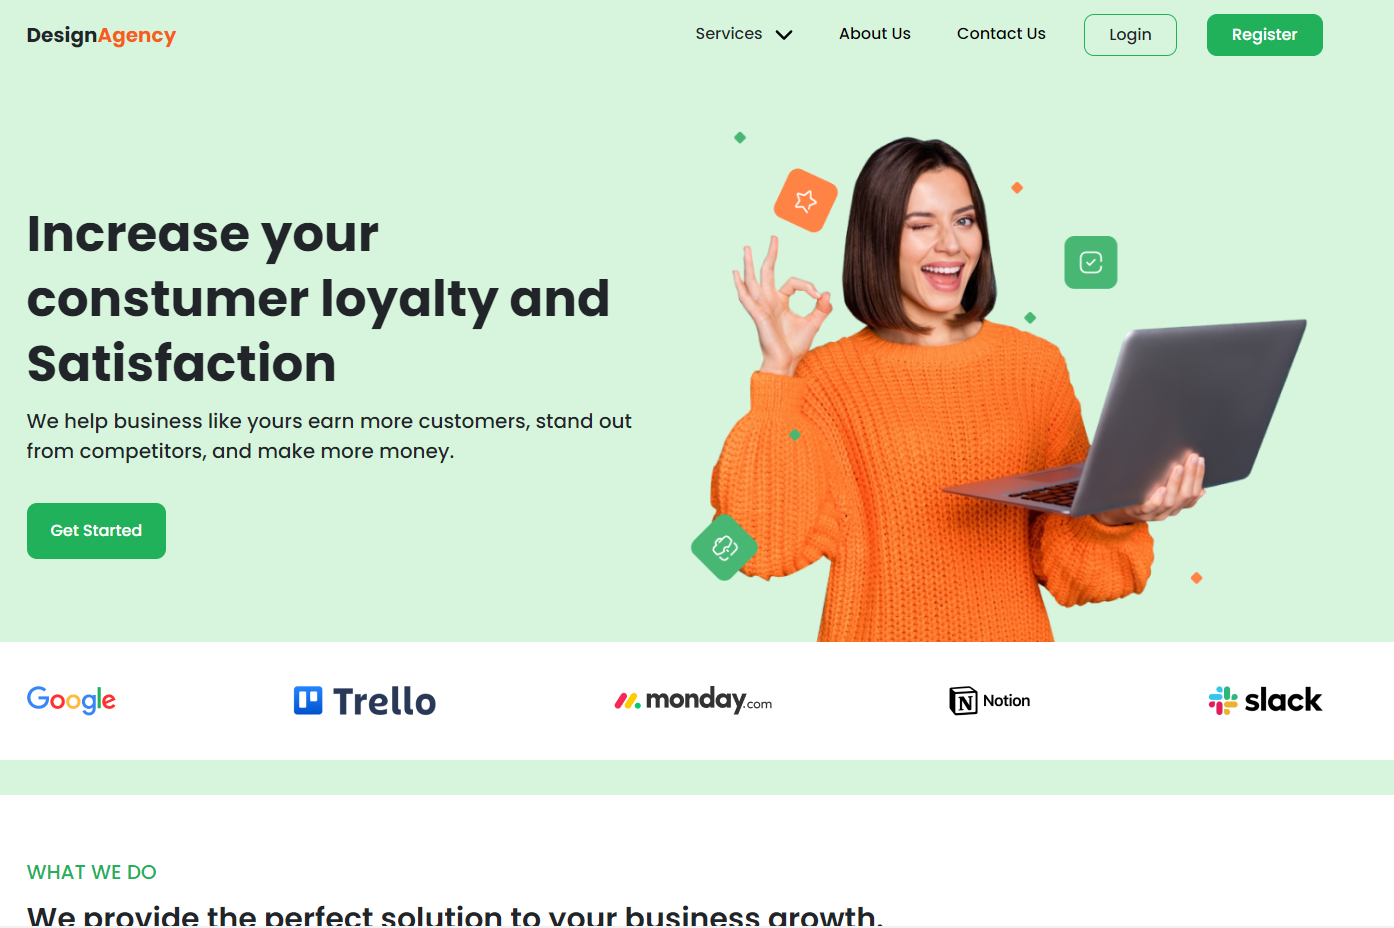 DesignAgency
Services
About Us
Contact Us
Login
Register
Increase your
constumer loyalty and
Satisfaction
We help business like yours earn more customers, stand out
from competitors, and make more money.
Get Started
Google
Trello
monday.com
Notion
slack
WHAT WE DO
We provide the perfect solution to your business growth.